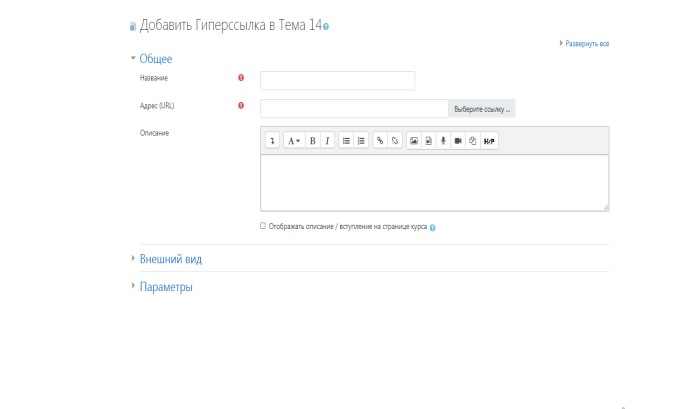 Добавить Гиперссылка в Тема 14
Развернуть всё
Общее
Название
Адрес (URL)
Выберите ссылку ...
Описание
A B I H-P
Отображать описание / вступление на странице курса
Внешний вид
Параметры